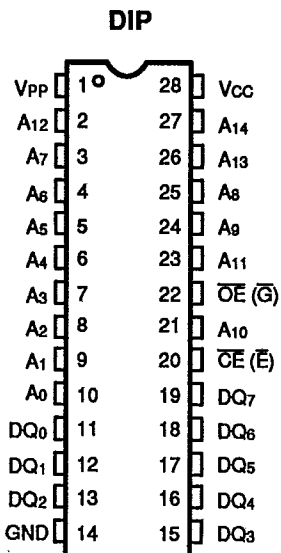 DIP
VPP 1 28 VCC
A12 2 27 A14
A7 3 26 A13
A6 4 25 A8
A5 5 24 A9
A4 6 23 A11
A3 7 22 OE (G)
A2 8 21 A10
A1 9 20 CE (E)
A0 10 19 DQ7
DQ0 11 18 DQ6
DQ1 12 17 DQ5
DQ2 13 16 DQ4
GND 14 15 DQ3